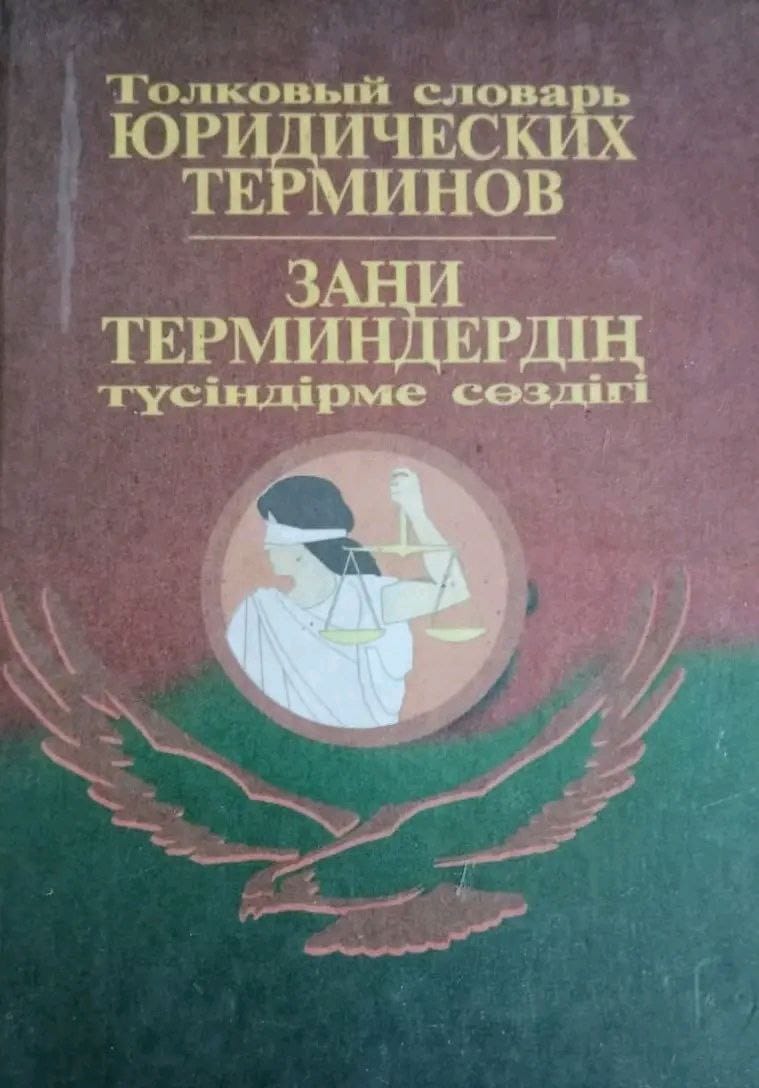 Толковый словарь
ЮРИДИЧЕСКИХ
ТЕРМИНОВ
ЗАҢИ
ТЕРМИНДЕРДІҢ
түсіндірме сөздігі